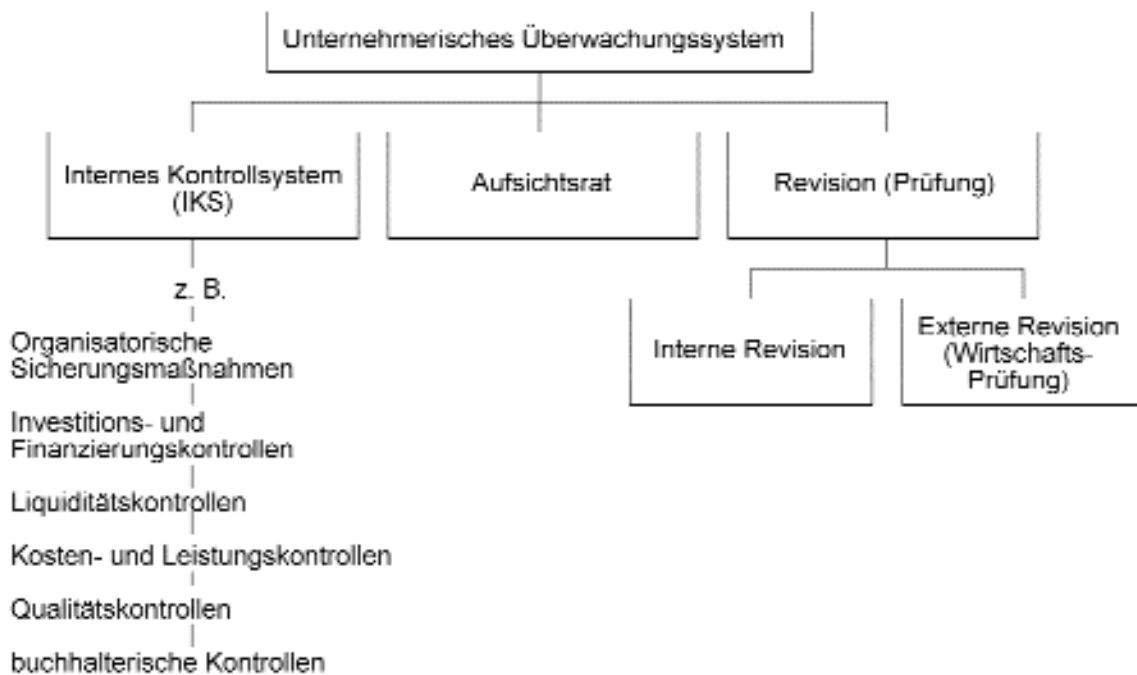 Unternehmerisches Überwachungssystem
Internes Kontrollsystem
(IKS)
Aufsichtsrat
Revision (Prüfung)
z. B.
Interne Revision
Externe Revision
(Wirtschafts-
Prüfung)
Organisatorische
Sicherungsmaßnahmen
Investitions- und
Finanzierungskontrollen
Liquiditätskontrollen
Kosten- und Leistungskontrollen
Qualitätskontrollen
buchhalterische Kontrollen